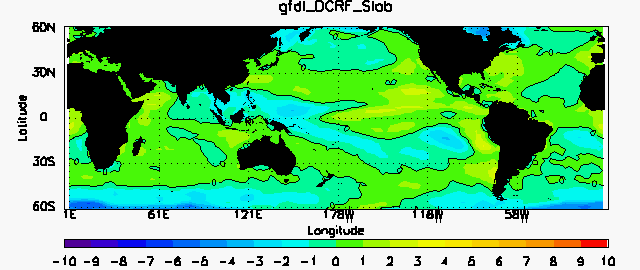 gfdl_DCRF_Slab
60N
30N
0
30S
60S
Latitude
1E 61E 121E 178W 118W 58W
Longitude
-10 -9 -8 -7 -6 -5 -4 -3 -2 -1 0 1 2 3 4 5 6 7 8 9 10